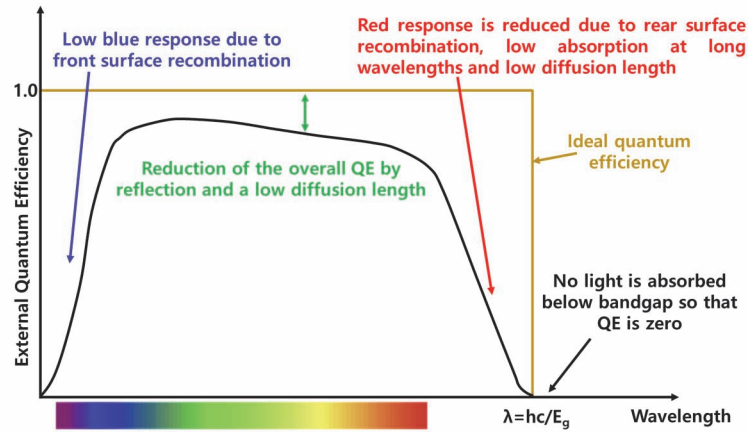 Low blue response due to
front surface recombination
Red response is reduced due to rear surface
recombination, low absorption at long
wavelengths and low diffusion length
1.0
Ideal quantum
efficiency
Reduction of the overall QE by
reflection and a low diffusion length
External Quantum Efficiency
No light is absorbed
below bandgap so that
QE is zero
λ=hc/Eg
Wavelength